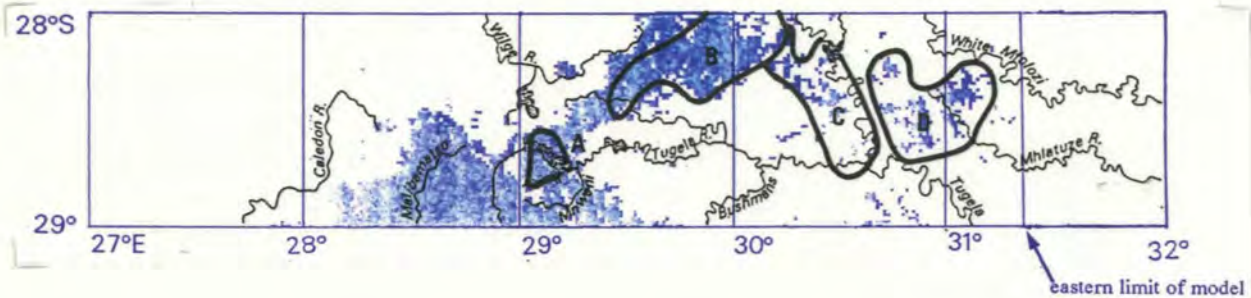 28°S
Wilge R.
B
White Mfolozi
Caledon R.
A
C
D
Tugela R.
Mhlatuze R.
Bushmans
Tugela
29°
27°E
28°
29°
30°
31°
32°
eastern limit of model